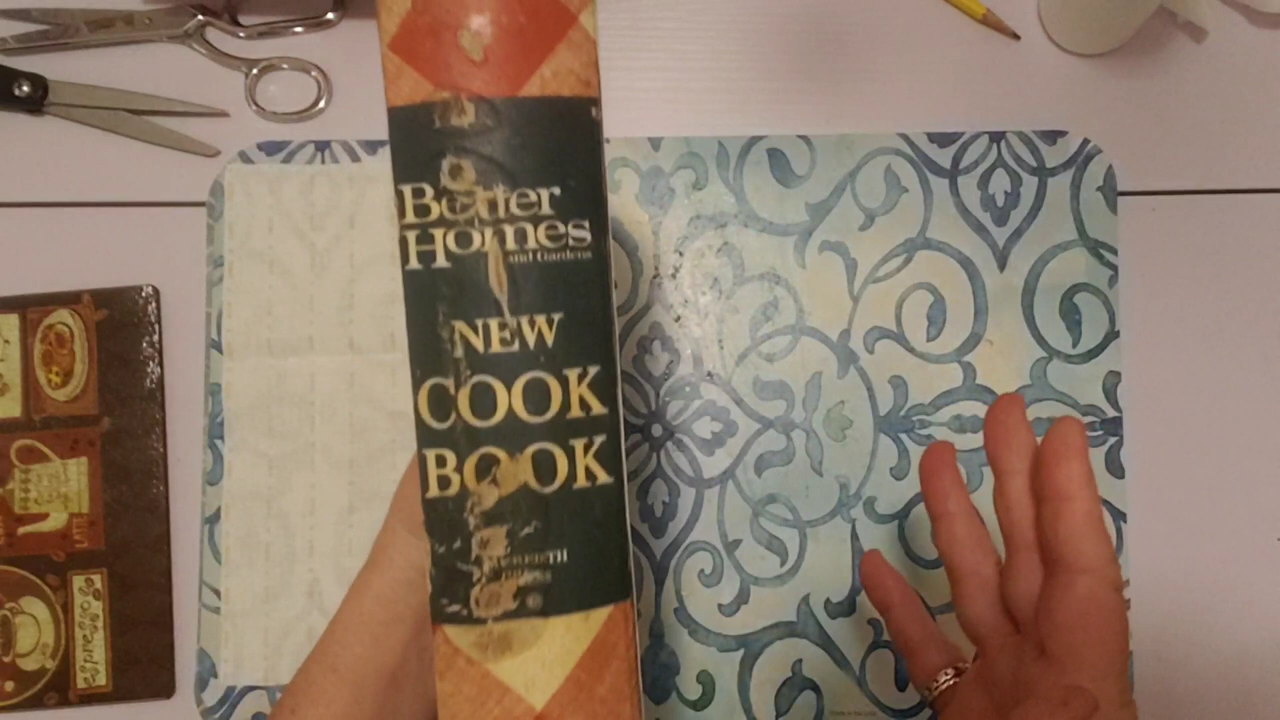 Better
Homes
and Gardens
NEW
COOK
BOOK
LATTE
Espresso